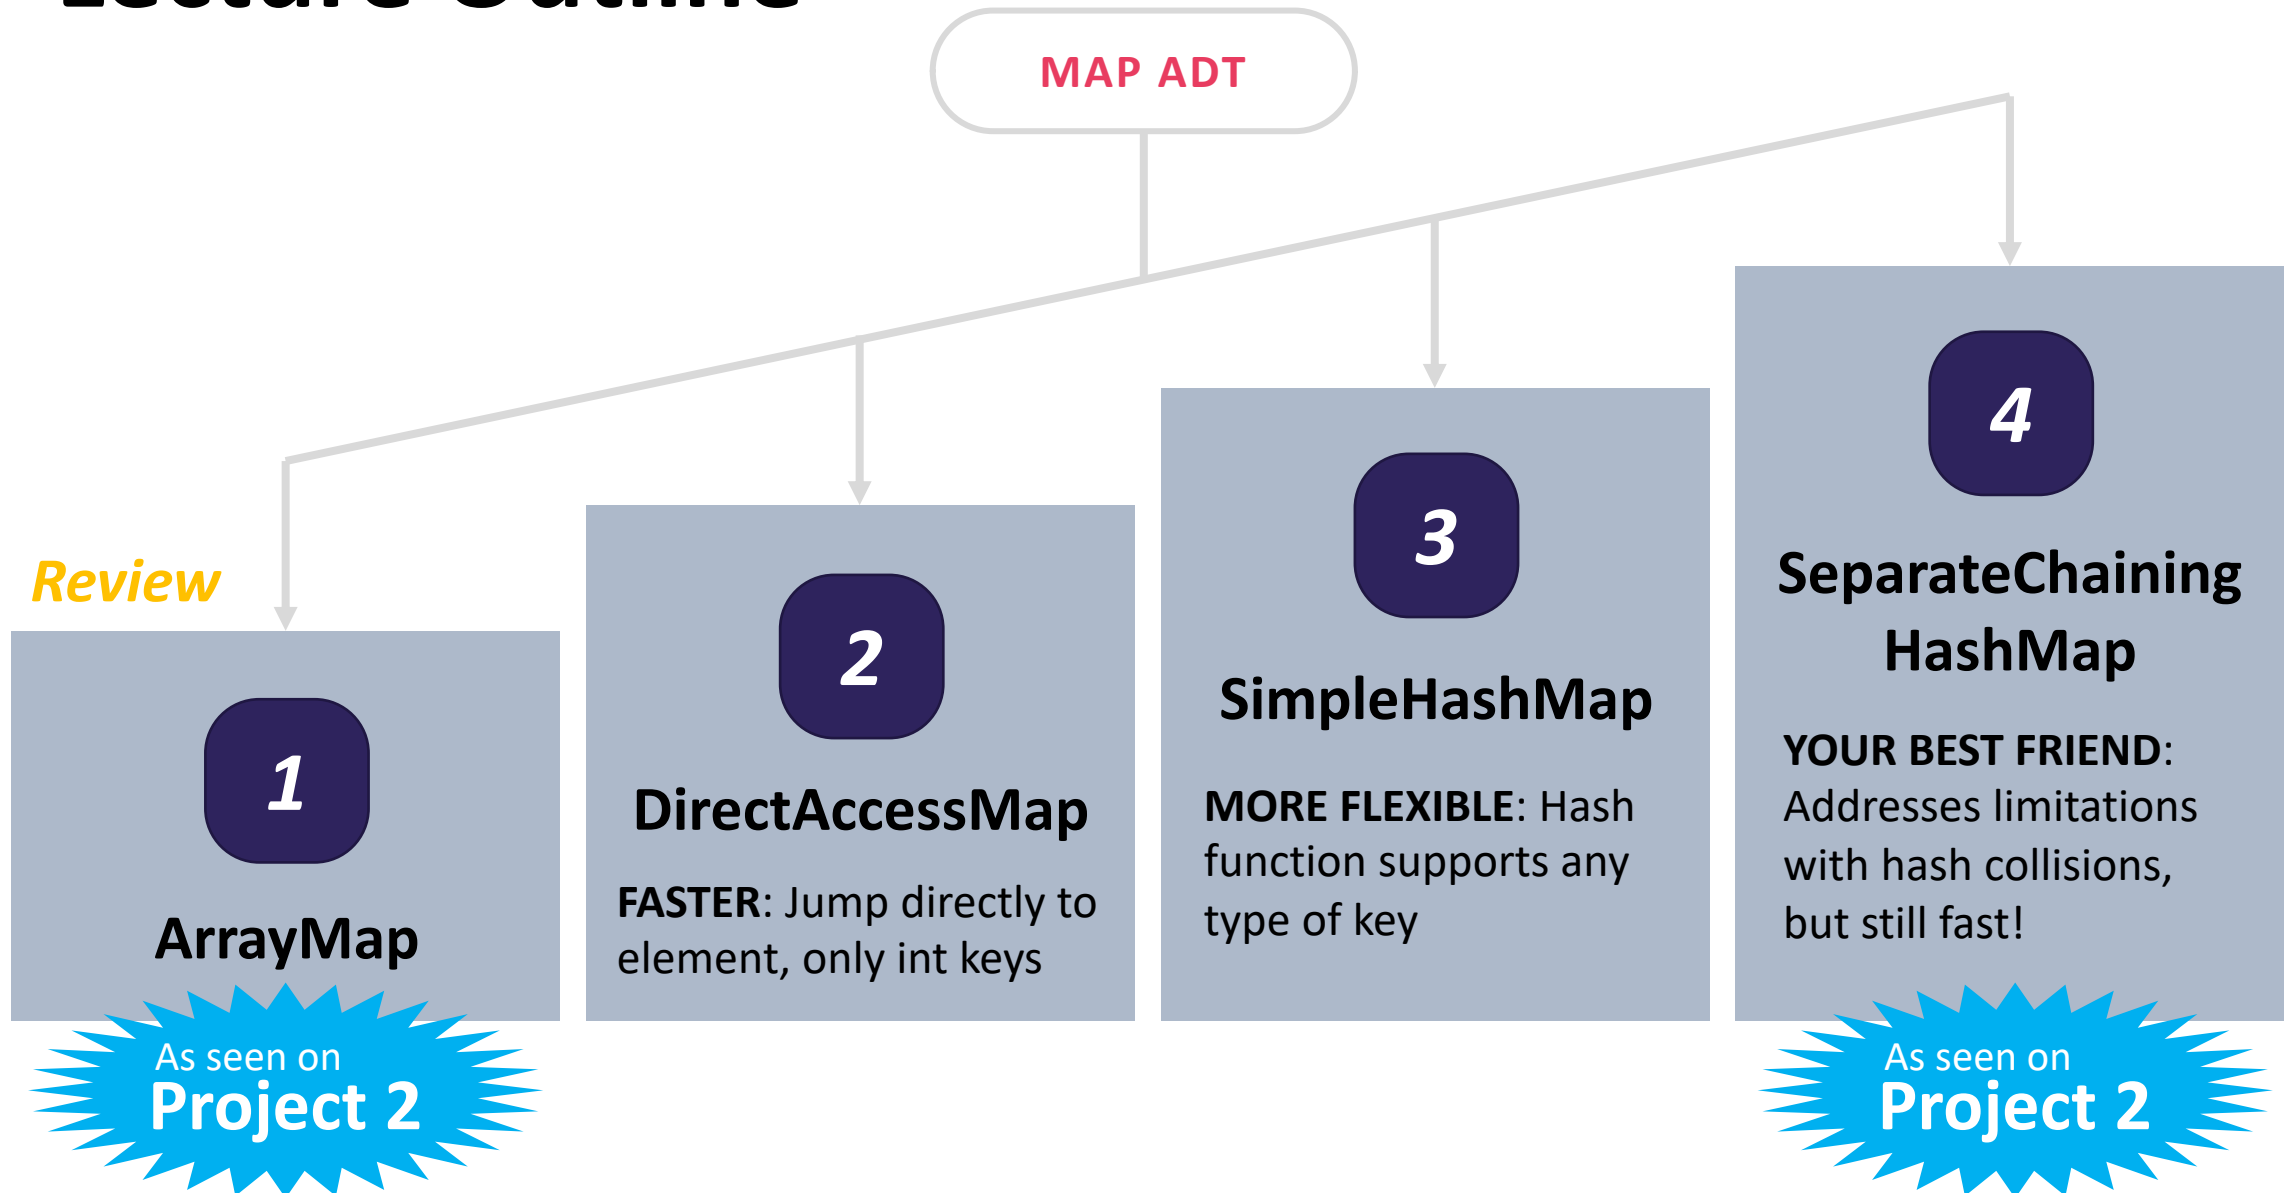 Lecture Outline
MAP ADT
Review
1
ArrayMap
As seen on
Project 2
2
DirectAccessMap
FASTER: Jump directly to
element, only int keys
3
SimpleHashMap
MORE FLEXIBLE: Hash
function supports any
type of key
4
SeparateChaining
HashMap
YOUR BEST FRIEND:
Addresses limitations
with hash collisions,
but still fast!
As seen on
Project 2